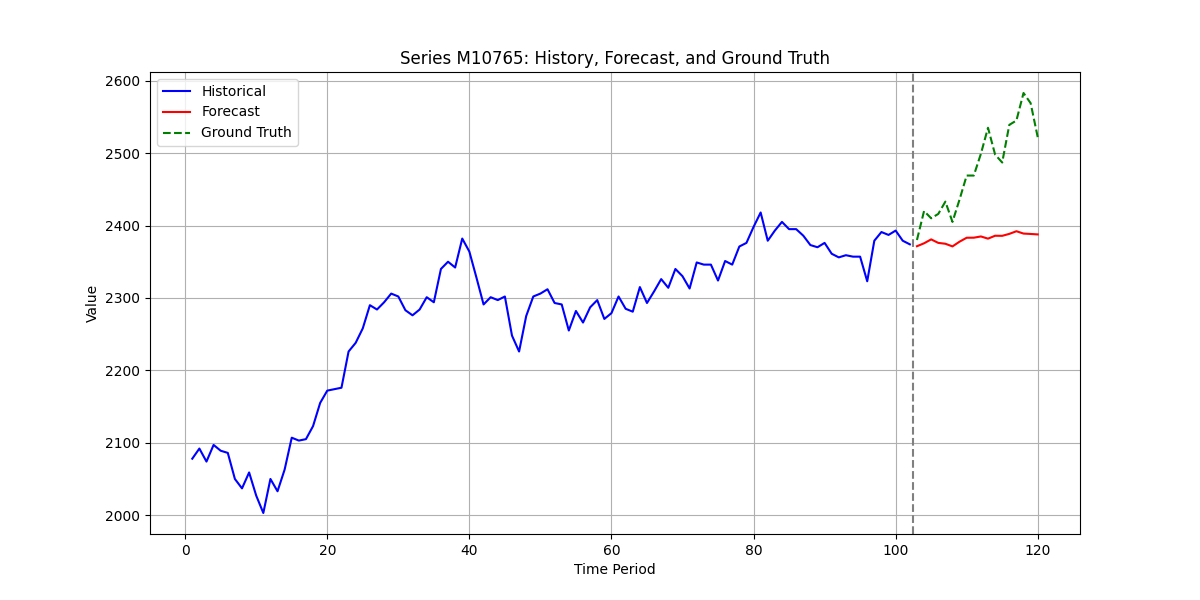 Series M10765: History, Forecast, and Ground Truth
Historical
Forecast
Ground Truth
Value
2600
2500
2400
2300
2200
2100
2000
0 20 40 60 80 100 120
Time Period